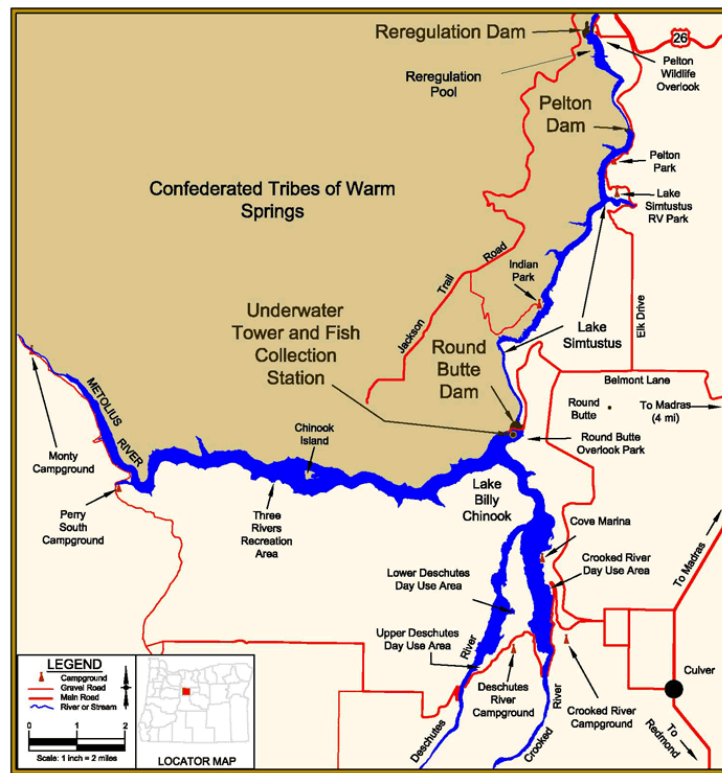 Reregulation Dam
26
Reregulation
Pool
Pelton
Wildlife
Overlook
Pelton
Dam
Pelton
Park
Confederated Tribes of Warm
Springs
Lake
Simtustus
RV Park
Jackson Trail Road
Indian
Park
Elk Drive
Underwater
Tower and Fish
Collection
Station
Lake
Simtustus
Round
Butte
Dam
Belmont Lane
Round
Butte
To Madras
(4 mi)
METOLIUS
RIVER
Monty
Campground
Chinook
Island
Round Butte
Overlook Park
Perry
South
Campground
Three
Rivers
Recreation
Area
Lake
Billy
Chinook
Cove Marina
Crooked River
Day Use Area
To Madras
Lower Deschutes
Day Use Area
Upper Deschutes
Day Use Area
Deschutes River
Deschutes
River
Campground
Crooked River
Crooked River
Campground
Culver
To
Redmond
LEGEND
Campground
Gravel Road
Main Road
River or Stream
0 1 2
Scale: 1 inch = 2 miles
LOCATOR MAP